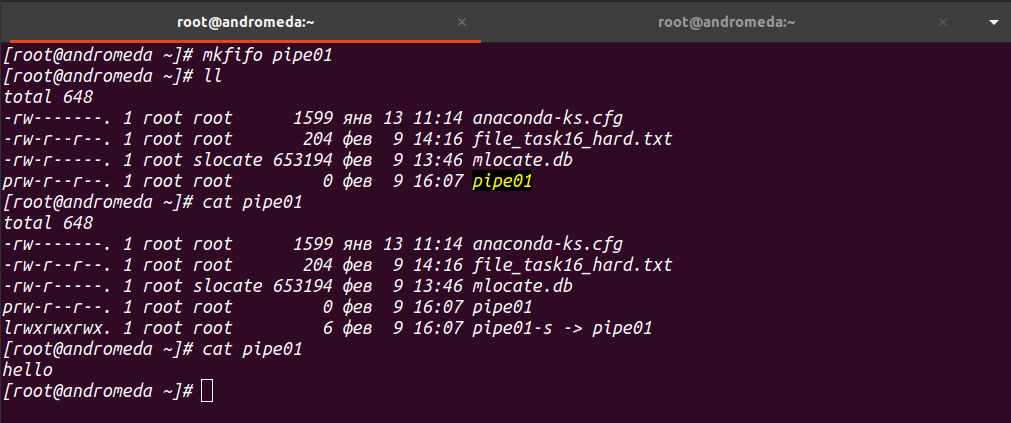 root@andromeda:~ × root@andromeda:~ ×
[root@andromeda ~]# mkfifo pipe01
[root@andromeda ~]# ll
total 648
-rw-------. 1 root root      1599 янв 13 11:14 anaconda-ks.cfg
-rw-r--r--. 1 root root       204 фев  9 14:16 file_task16_hard.txt
-rw-r-----. 1 root slocate 653194 фев  9 13:46 mlocate.db
prw-r--r--. 1 root root         0 фев  9 16:07 pipe01
[root@andromeda ~]# cat pipe01
total 648
-rw-------. 1 root root      1599 янв 13 11:14 anaconda-ks.cfg
-rw-r--r--. 1 root root       204 фев  9 14:16 file_task16_hard.txt
-rw-r-----. 1 root slocate 653194 фев  9 13:46 mlocate.db
prw-r--r--. 1 root root         0 фев  9 16:07 pipe01
lrwxrwxrwx. 1 root root         6 фев  9 16:07 pipe01-s -> pipe01
[root@andromeda ~]# cat pipe01
hello
[root@andromeda ~]#